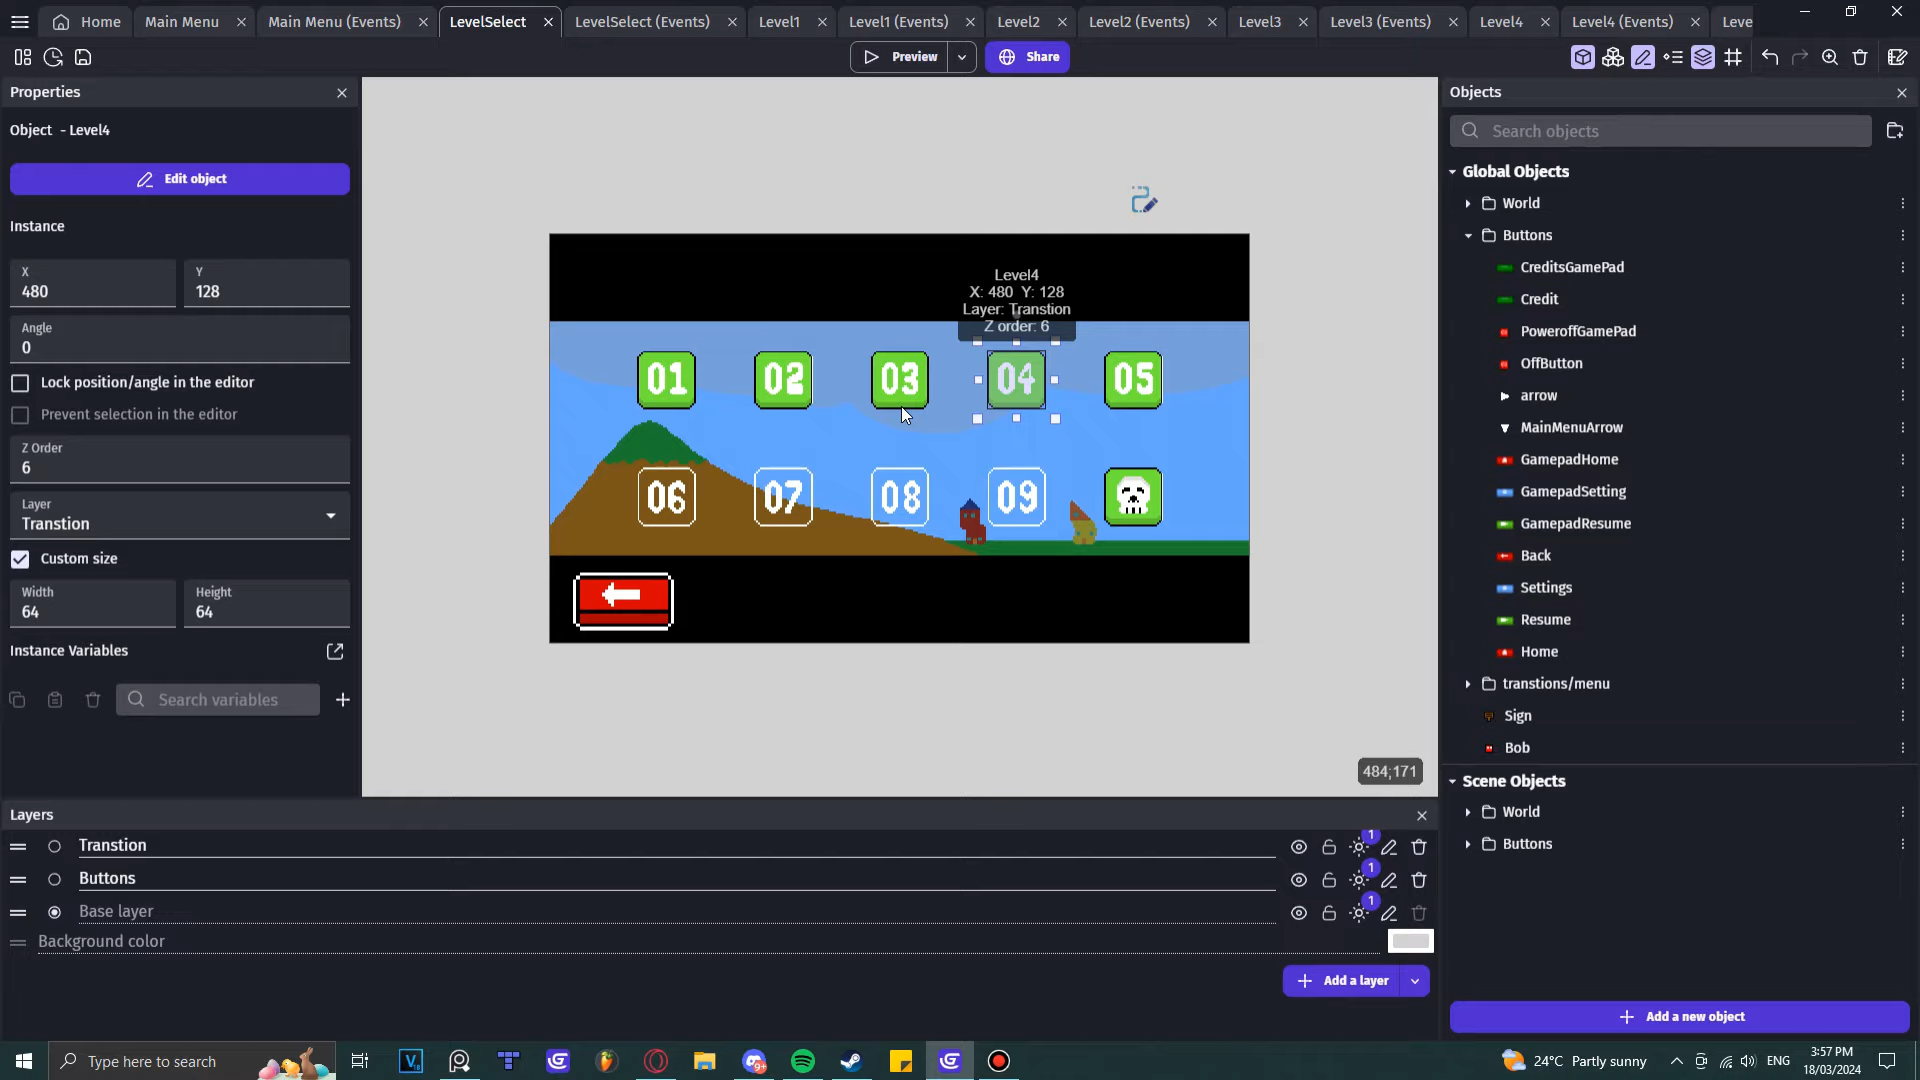 Home
Main Menu
Main Menu (Events)
LevelSelect
LevelSelect (Events)
Level1
Level1 (Events)
Level2
Level2 (Events)
Level3
Level3 (Events)
Level4
Level4 (Events)
Leve
Preview
Share
Properties
Object - Level4
Edit object
Instance
X
480
Y
128
Angle
0
Lock position/angle in the editor
Prevent selection in the editor
Z Order
6
Layer
Transtion
Custom size
Width
64
Height
64
Instance Variables
Search variables
Level4
X: 480 Y: 128
Layer: Transtion
Z order: 6
01 02 03 04 05
06 07 08 09
484;171
Objects
Search objects
Global Objects
World
Buttons
CreditsGamePad
Credit
PoweroffGamePad
OffButton
arrow
MainMenuArrow
GamepadHome
GamepadSetting
GamepadResume
Back
Settings
Resume
Home
transtions/menu
Sign
Bob
Scene Objects
World
Buttons
Add a new object
Layers
Transtion
1
Buttons
1
Base layer
1
Background color
Add a layer
Type here to search
9+
24°C Partly sunny
ENG
3:57 PM
18/03/2024